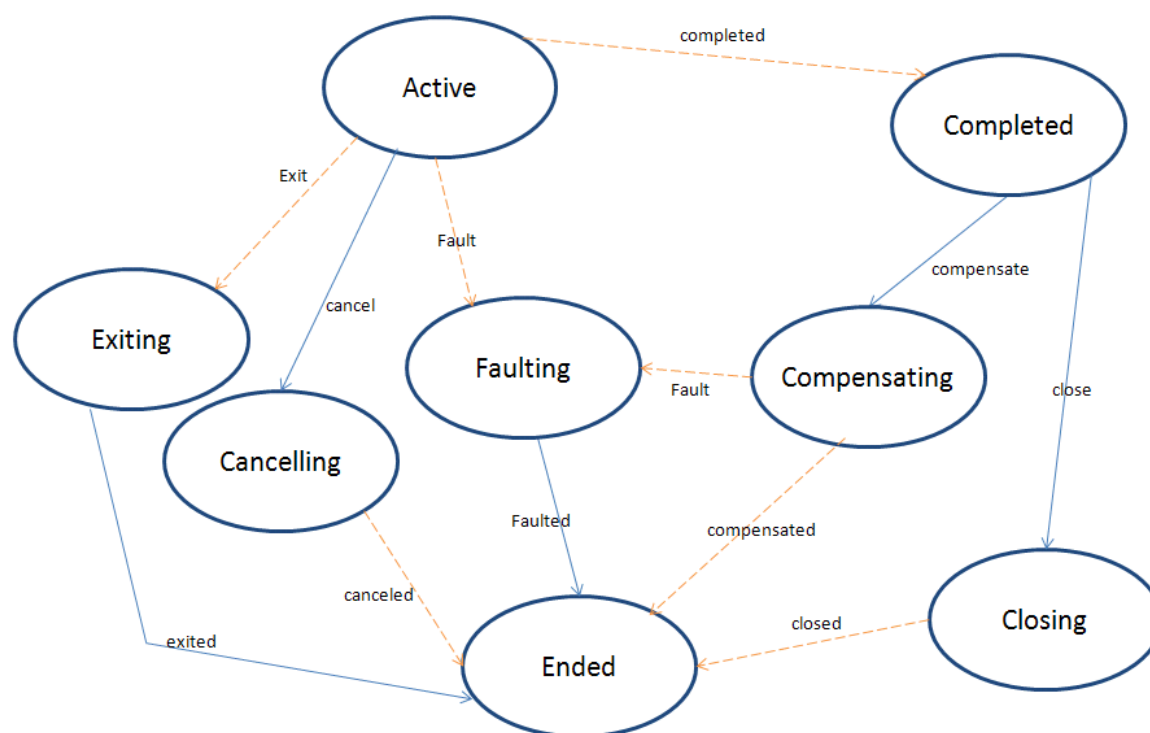 completed
Active
Completed
Exit
Fault
compensate
cancel
Exiting
Faulting
Compensating
Fault
close
Cancelling
Faulted
compensated
canceled
closed
Closing
exited
Ended